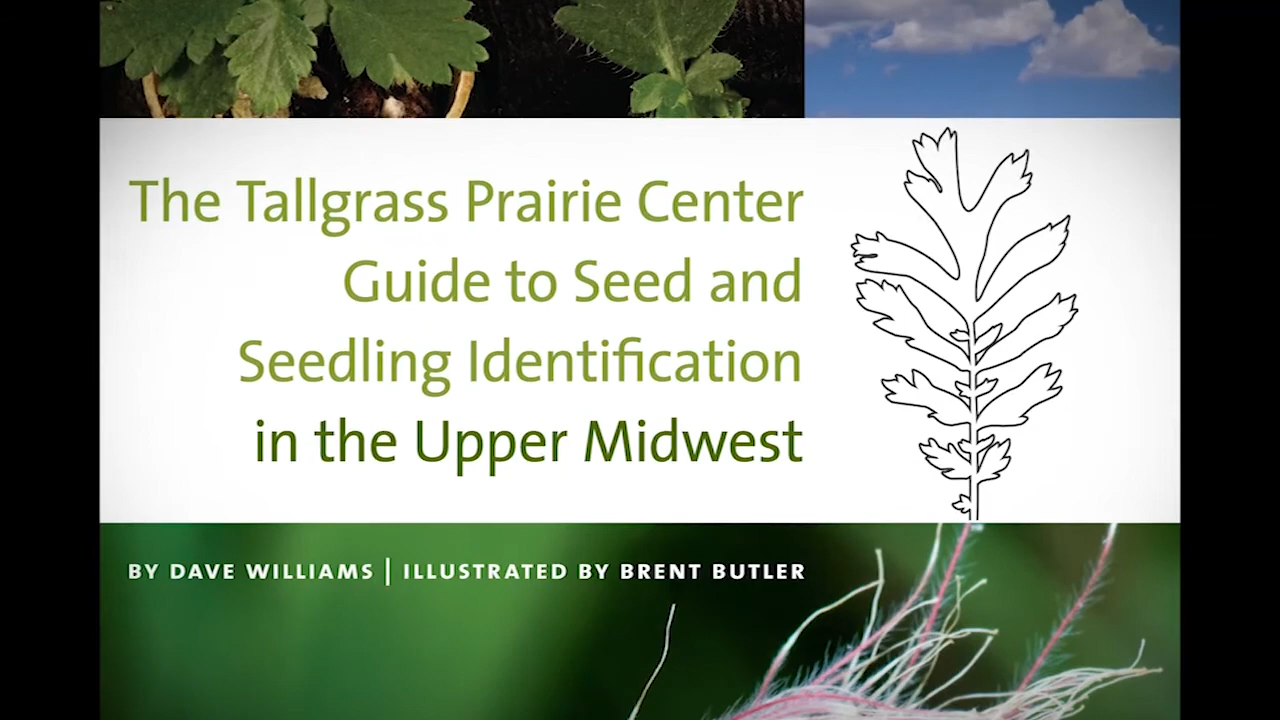 The Tallgrass Prairie Center
Guide to Seed and
Seedling Identification
in the Upper Midwest
BY DAVE WILLIAMS | ILLUSTRATED BY BRENT BUTLER